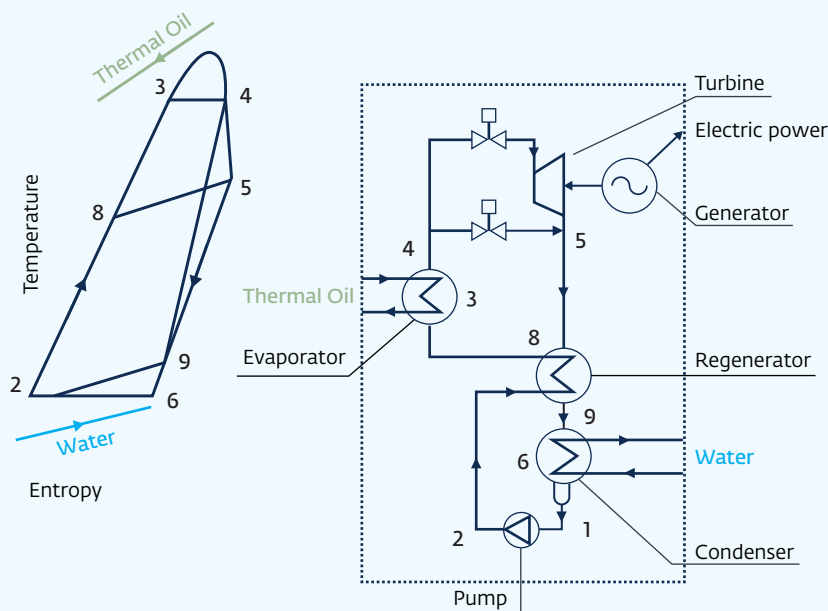 Thermal Oil
3
4
5
8
Temperature
9
2
6
Water
Entropy
Turbine
Electric power
Generator
5
4
Thermal Oil
3
Evaporator
8
Regenerator
9
6
Water
2
1
Condenser
Pump